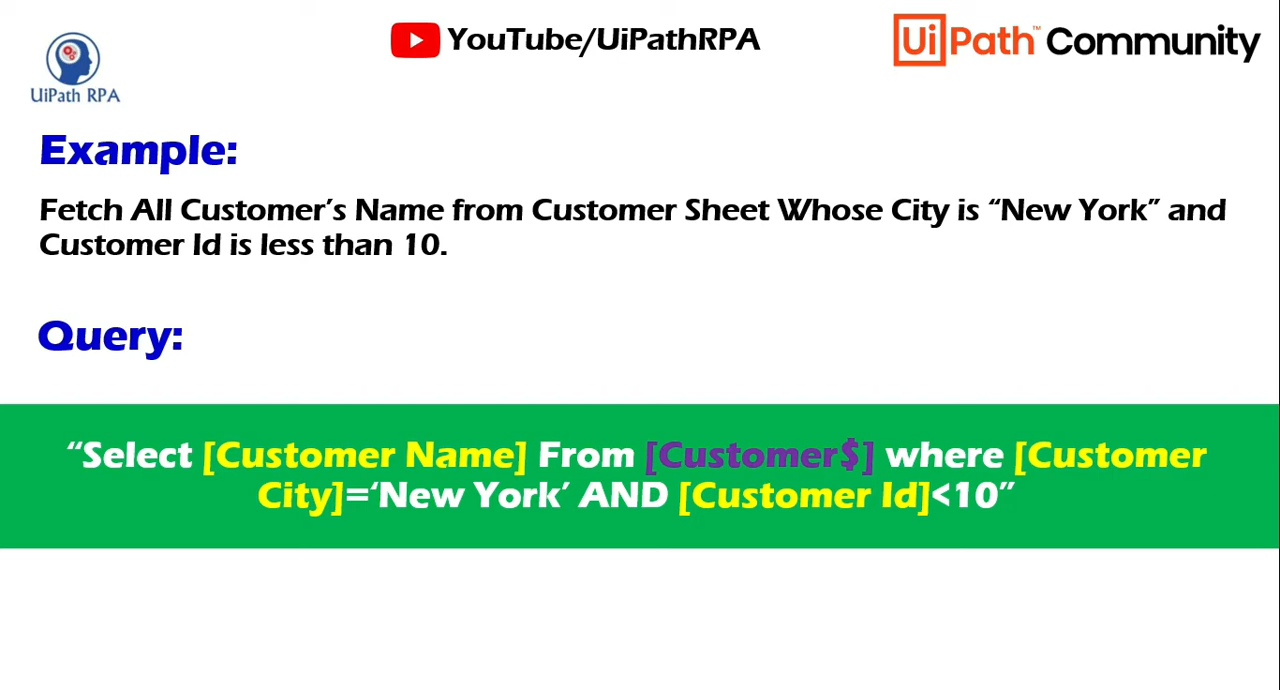 YouTube/UiPathRPA
UiPath™ Community
UiPath RPA
Example:
Fetch All Customer’s Name from Customer Sheet Whose City is “New York” and
Customer Id is less than 10.
Query:
“Select [Customer Name] From [Customer$] where [Customer
City]=‘New York’ AND [Customer Id]<10”